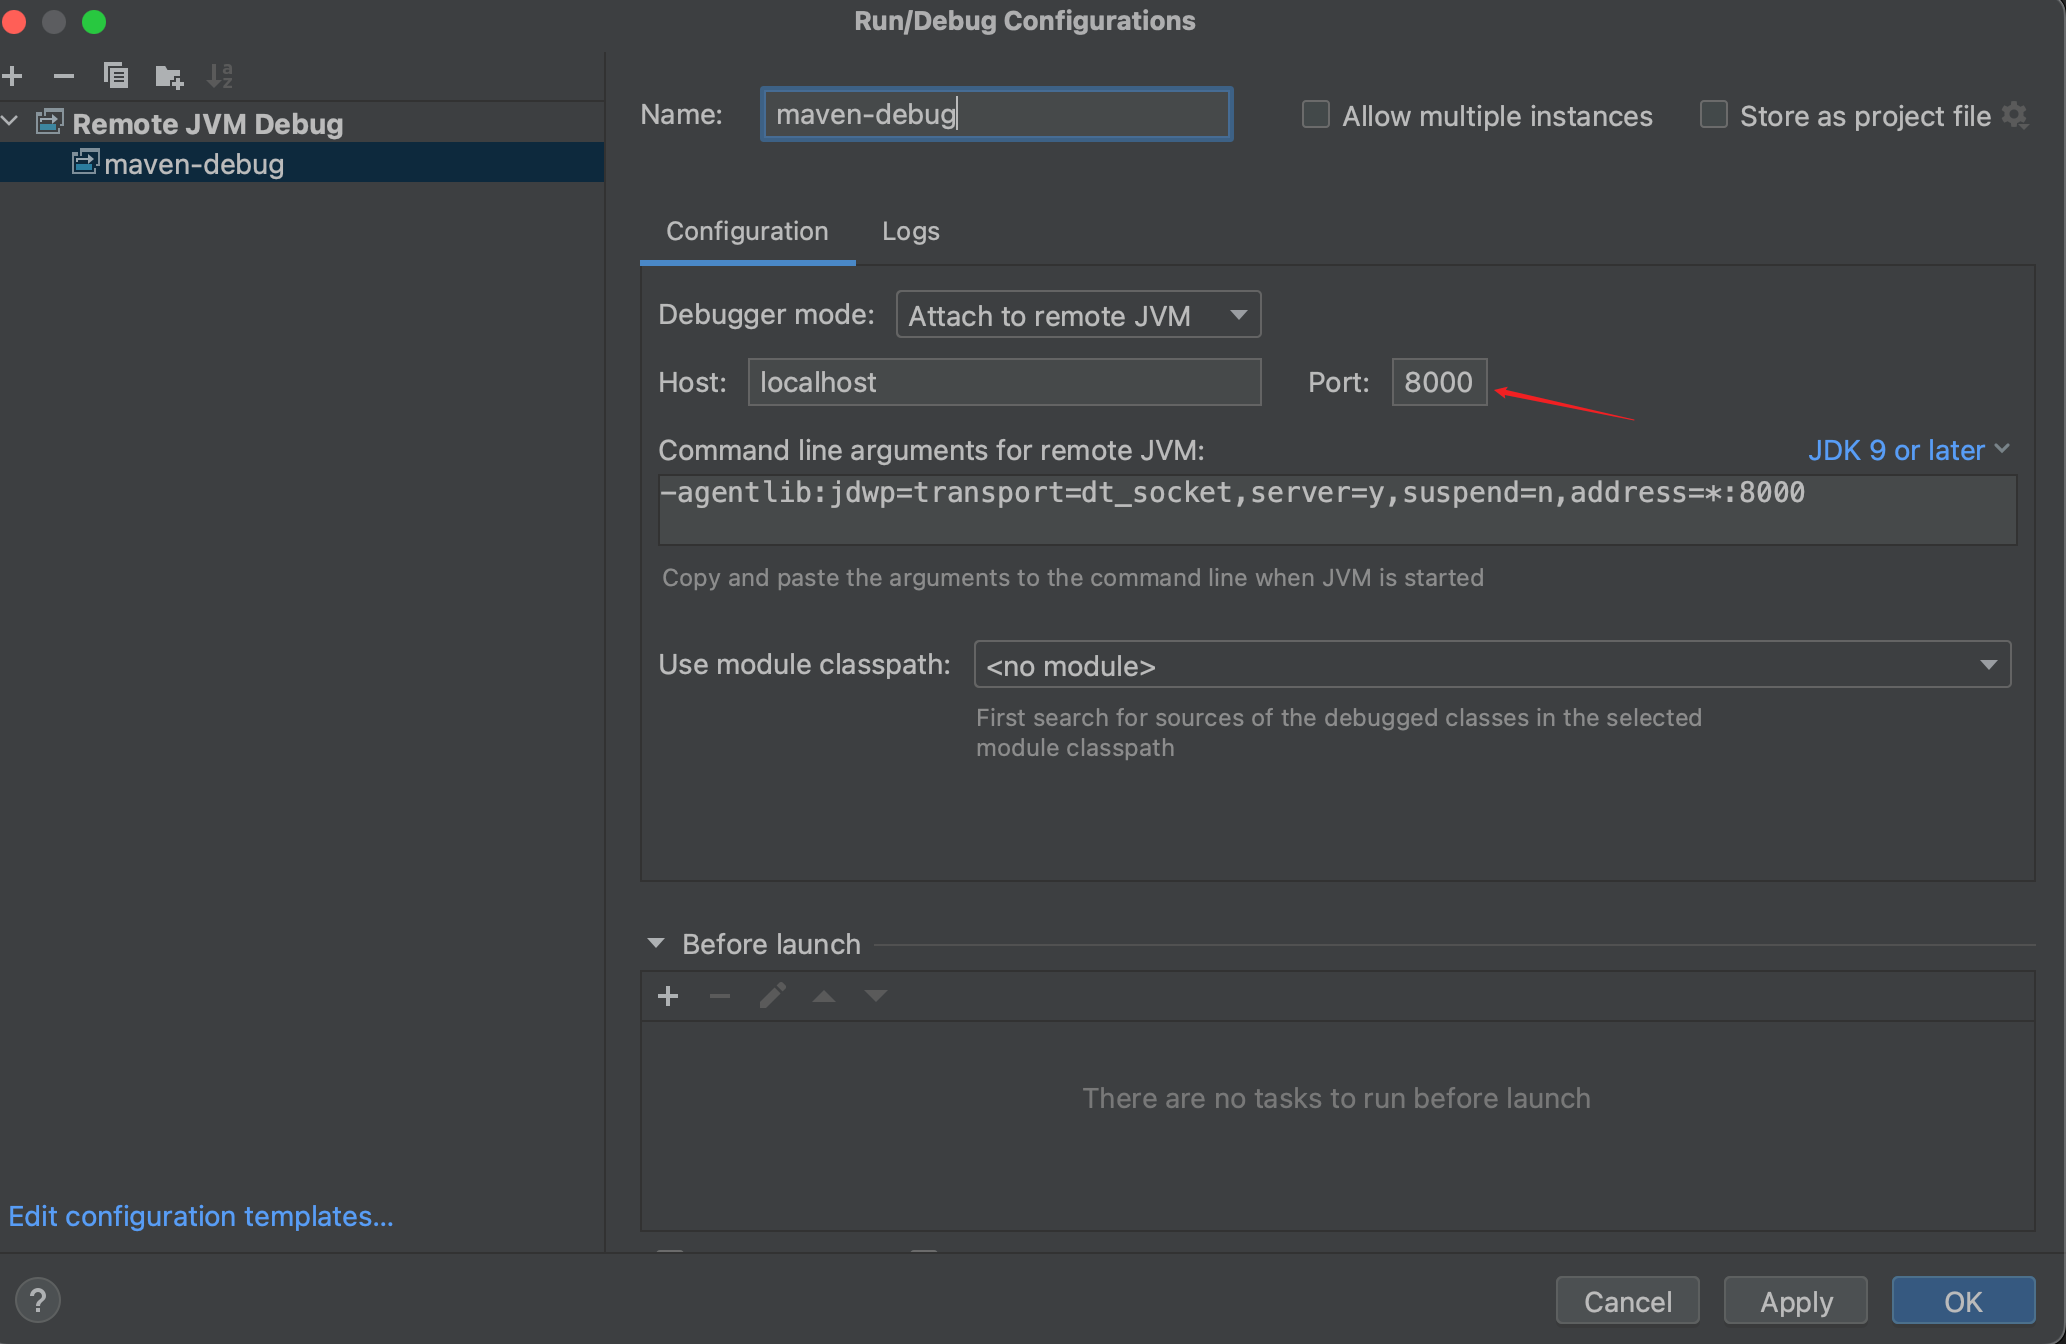 Run/Debug Configurations
Remote JVM Debug
maven-debug
Name: maven-debug
Allow multiple instances
Store as project file
Configuration
Logs
Debugger mode: Attach to remote JVM
Host: localhost
Port: 8000
Command line arguments for remote JVM:
JDK 9 or later
-agentlib:jdwp=transport=dt_socket,server=y,suspend=n,address=*:8000
Copy and paste the arguments to the command line when JVM is started
Use module classpath: <no module>
First search for sources of the debugged classes in the selected
module classpath
Before launch
There are no tasks to run before launch
Edit configuration templates...
?
Cancel
Apply
OK